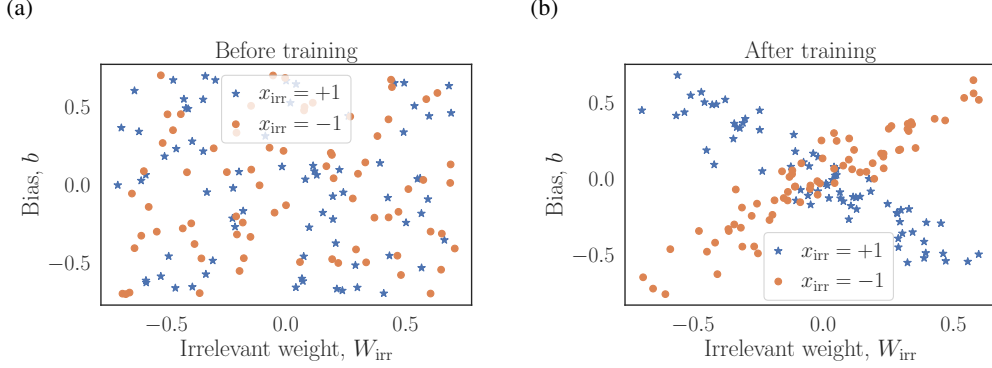 (a)
Before training
0.5
0.0
−0.5
Bias, b
x_irr = +1
x_irr = −1
−0.5
0.0
0.5
Irrelevant weight, W_irr
(b)
After training
0.5
0.0
−0.5
Bias, b
x_irr = +1
x_irr = −1
−0.5
0.0
0.5
Irrelevant weight, W_irr